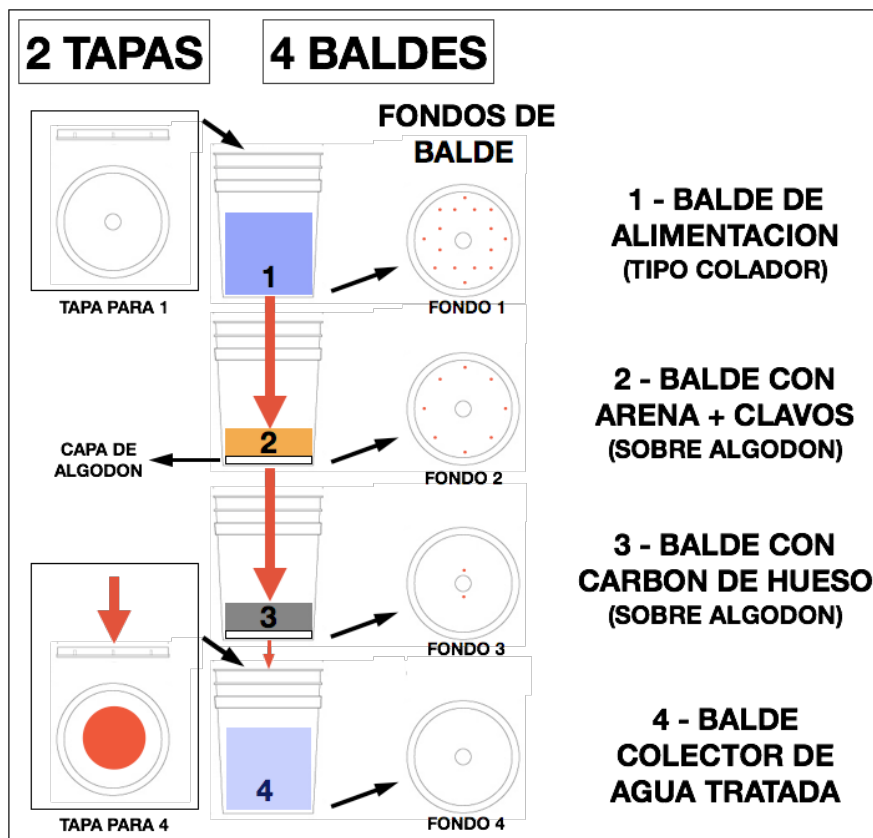 2 TAPAS
4 BALDES
FONDOS DE
BALDE
TAPA PARA 1
1
FONDO 1
1 - BALDE DE
ALIMENTACION
(TIPO COLADOR)
CAPA DE
ALGODON
2
FONDO 2
2 - BALDE CON
ARENA + CLAVOS
(SOBRE ALGODON)
3
FONDO 3
3 - BALDE CON
CARBON DE HUESO
(SOBRE ALGODON)
TAPA PARA 4
4
FONDO 4
4 - BALDE
COLECTOR DE
AGUA TRATADA